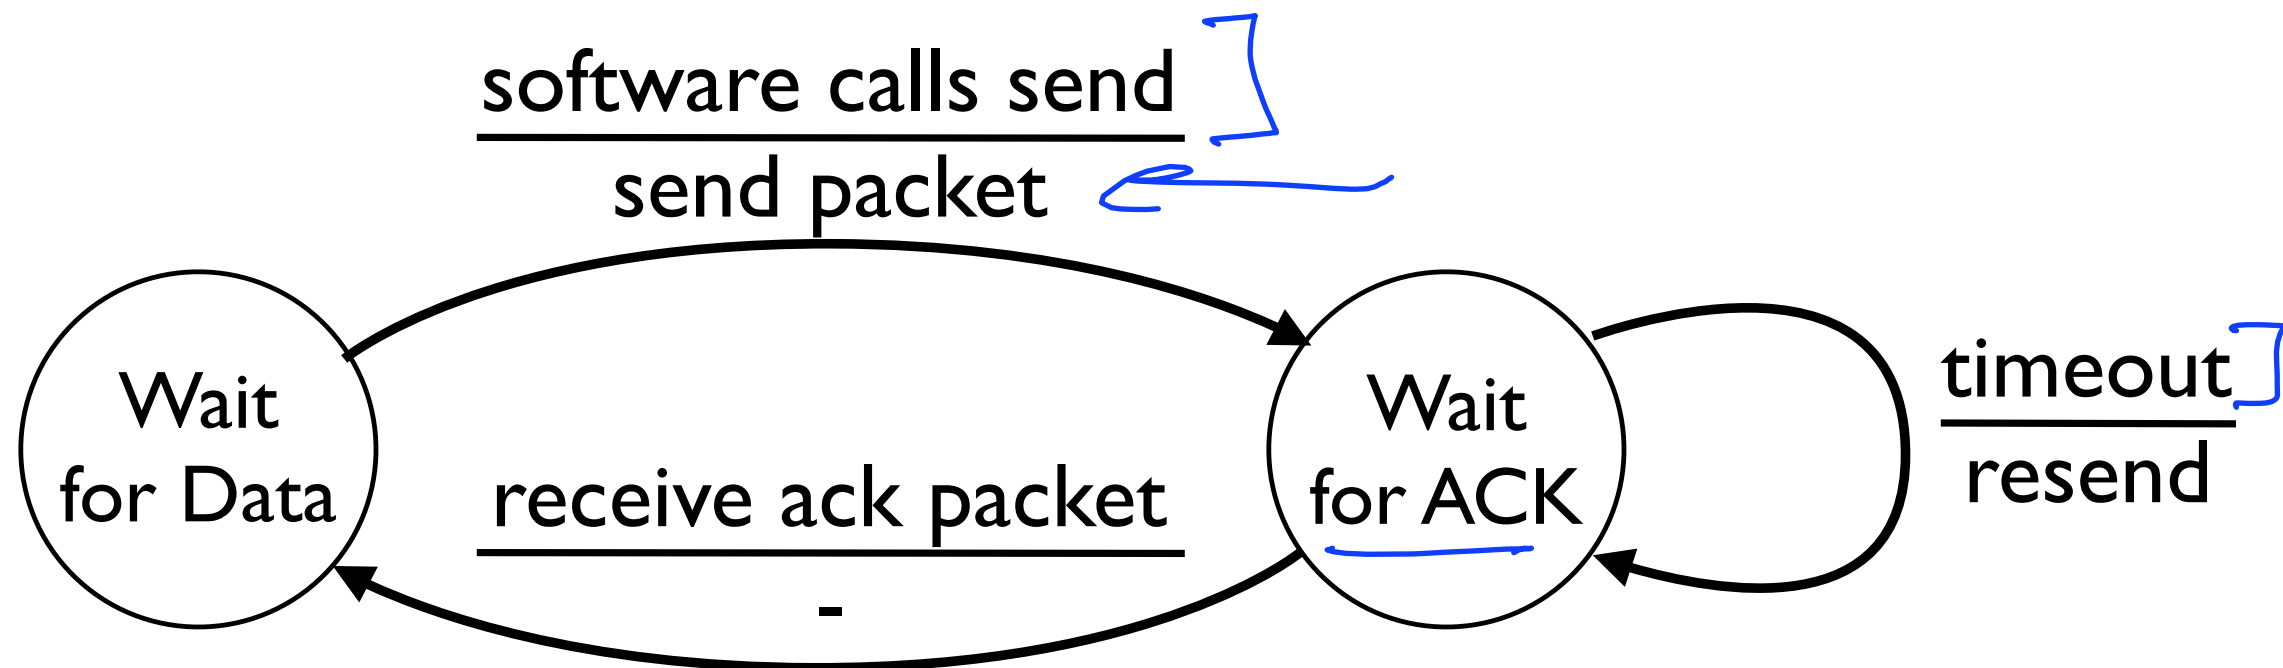 software calls send
send packet
Wait
for Data
receive ack packet
-
Wait
for ACK
timeout
resend